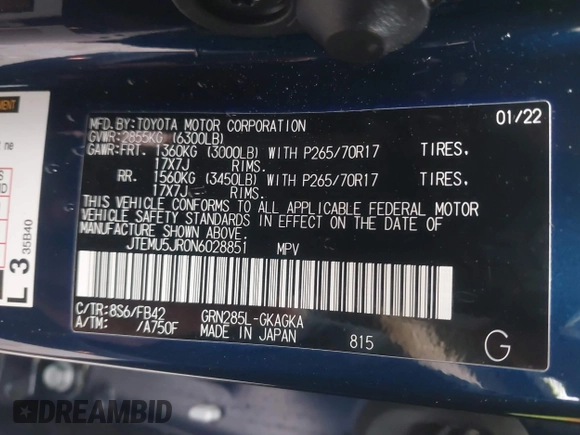 MFD.BY:TOYOTA MOTOR CORPORATION 01/22
GVWR:2855KG (6300LB)
GAWR:FRT. 1360KG (3000LB) WITH P265/70R17 TIRES,
17X7J RIMS.
RR. 1560KG (3450LB) WITH P265/70R17 TIRES,
17X7J RIMS.
THIS VEHICLE CONFORMS TO ALL APPLICABLE FEDERAL MOTOR
VEHICLE SAFETY STANDARDS IN EFFECT ON THE DATE OF
MANUFACTURE SHOWN ABOVE.
JTEMU5JR0N6028851 MPV
C/TR:8S6/FB42 GRN285L-GKAGKA
A/TM: /A750F MADE IN JAPAN 815 G
L 3 35B40
DREAMBID